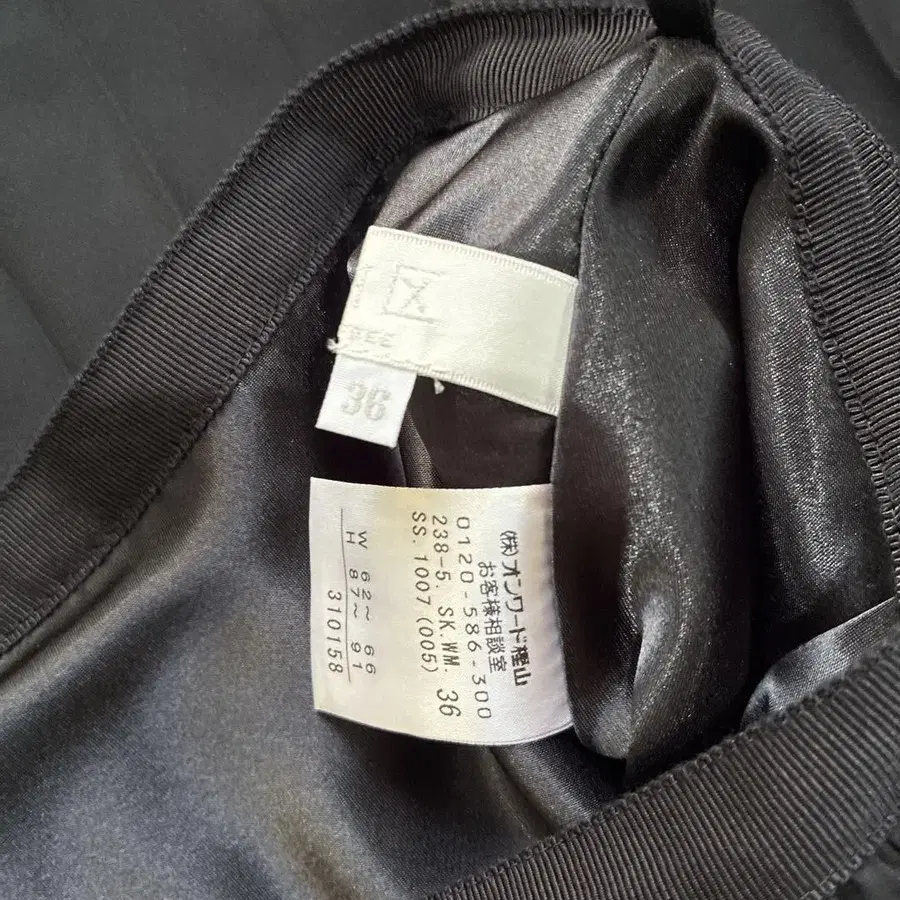 36
(株)オンワード樫山
お客様相談室
0120-586-300
238-5. SK.WM. 36
SS. 1007 (005)
W 62～ 66
H 87～ 91
310158